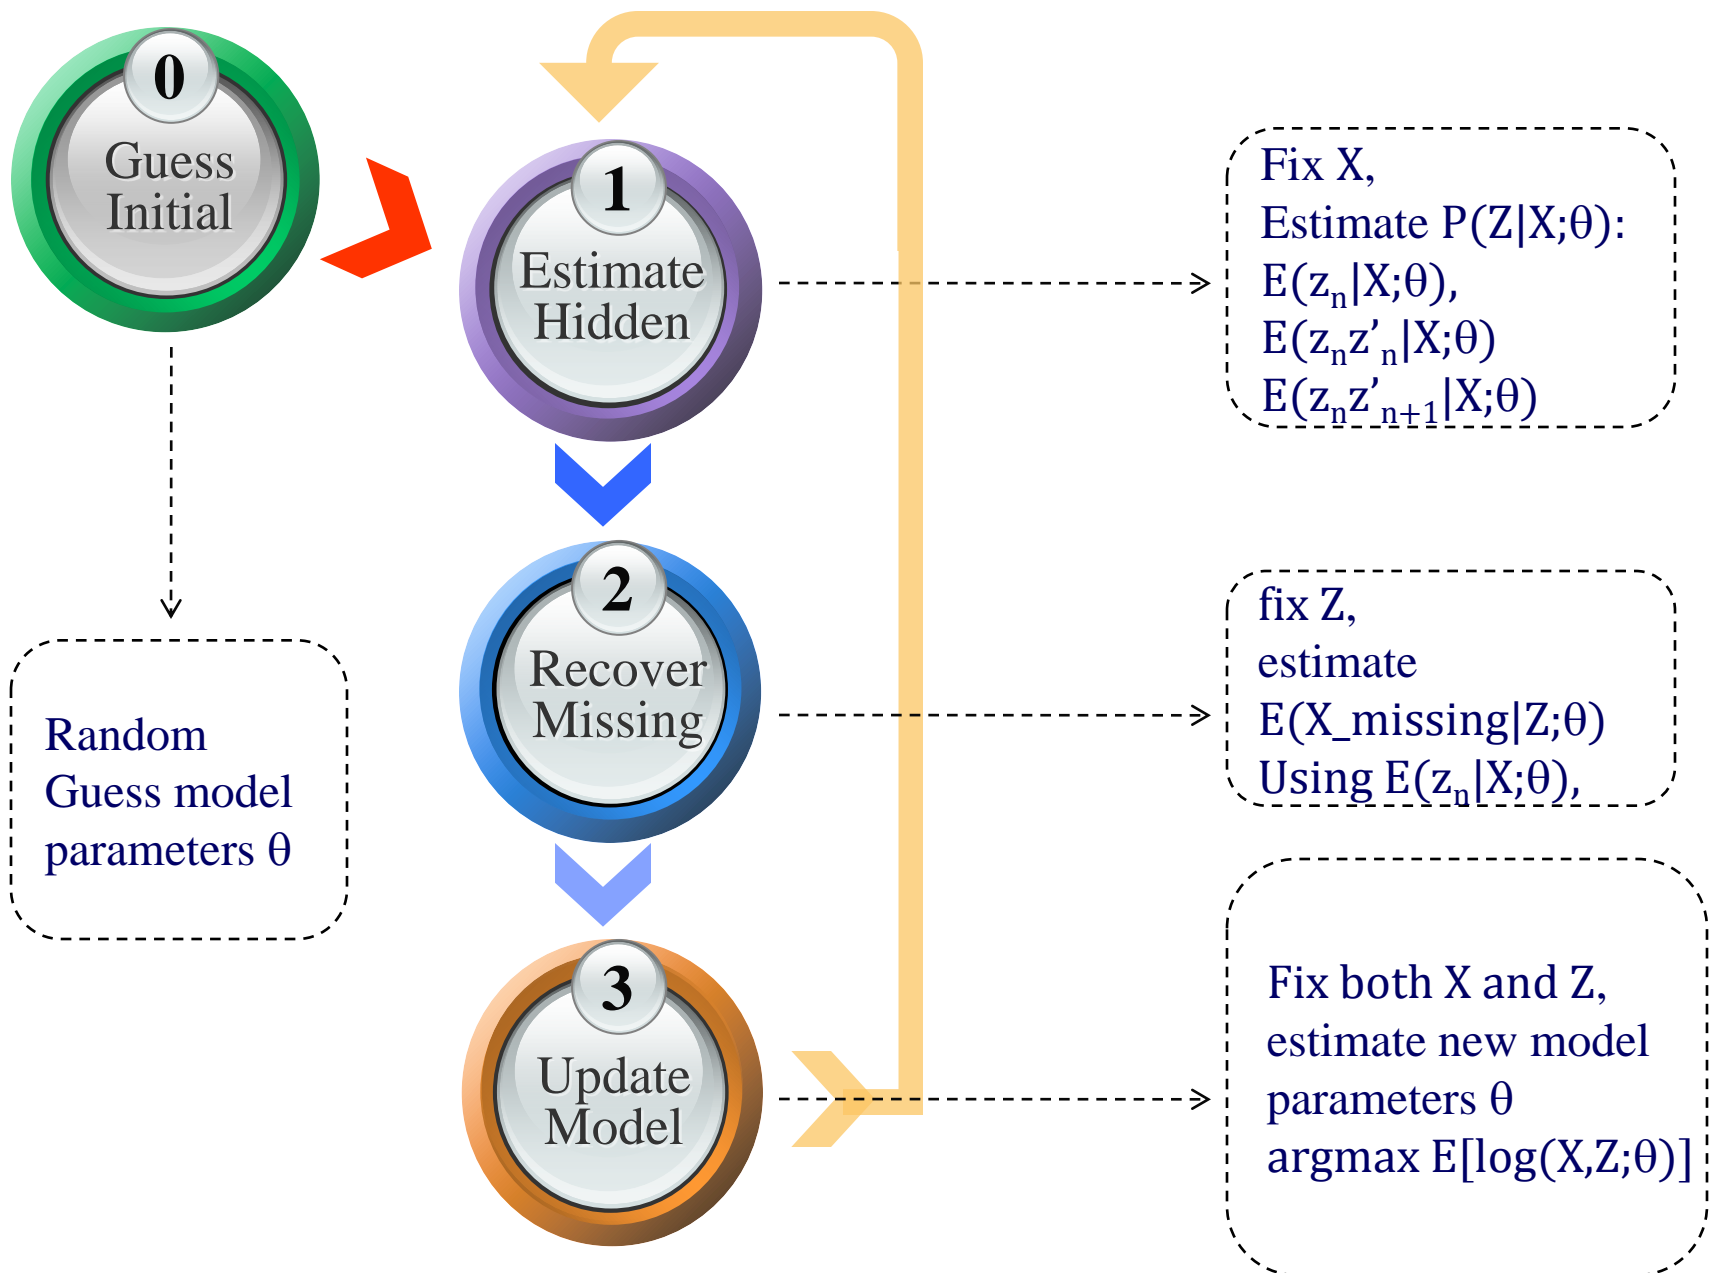 0
Guess
Initial
1
Estimate
Hidden
Fix X,
Estimate P(Z|X;θ):
E(zₙ|X;θ),
E(zₙz’ₙ|X;θ)
E(zₙz’ₙ₊₁|X;θ)
2
Recover
Missing
fix Z,
estimate
E(X_missing|Z;θ)
Using E(zₙ|X;θ),
Random
Guess model
parameters θ
3
Update
Model
Fix both X and Z,
estimate new model
parameters θ
argmax E[log(X,Z;θ)]